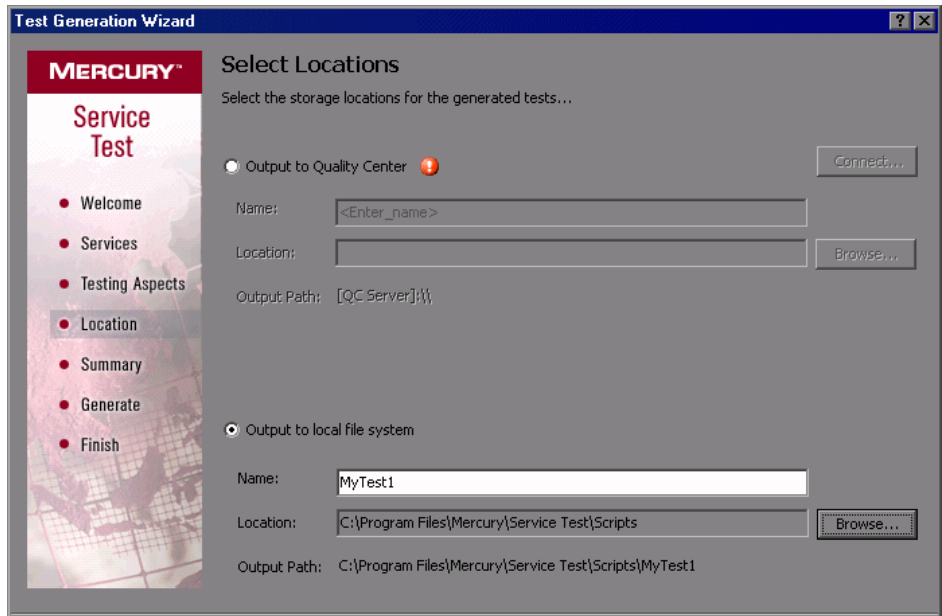 Test Generation Wizard
MERCURY™
Service
Test
Welcome
Services
Testing Aspects
Location
Summary
Generate
Finish
Select Locations
Select the storage locations for the generated tests...
Output to Quality Center
Connect...
Name: <Enter_name>
Location: Browse...
Output Path: [QC Server]:\\
Output to local file system
Name: MyTest1
Location: C:\Program Files\Mercury\Service Test\Scripts Browse...
Output Path: C:\Program Files\Mercury\Service Test\Scripts\MyTest1